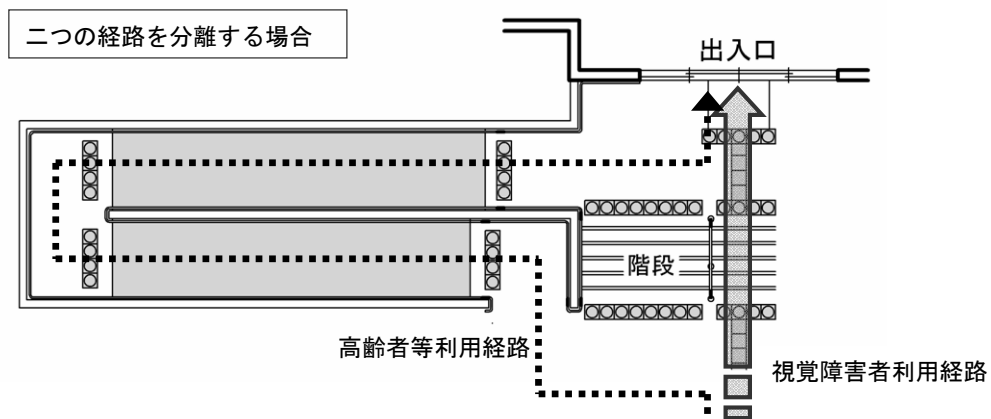 二つの経路を分離する場合
出入口
階段
高齢者等利用経路
視覚障害者利用経路